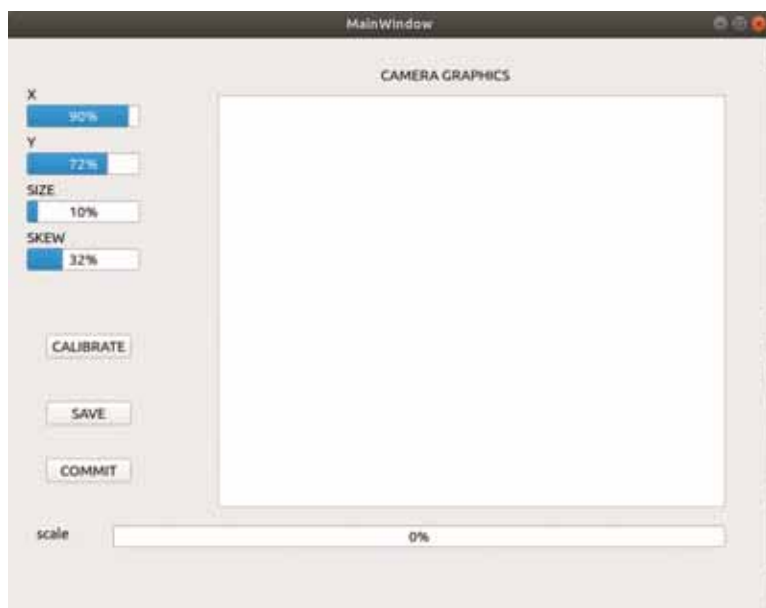 MainWindow
CAMERA GRAPHICS
X
90%
Y
72%
SIZE
10%
SKEW
32%
CALIBRATE
SAVE
COMMIT
scale
0%